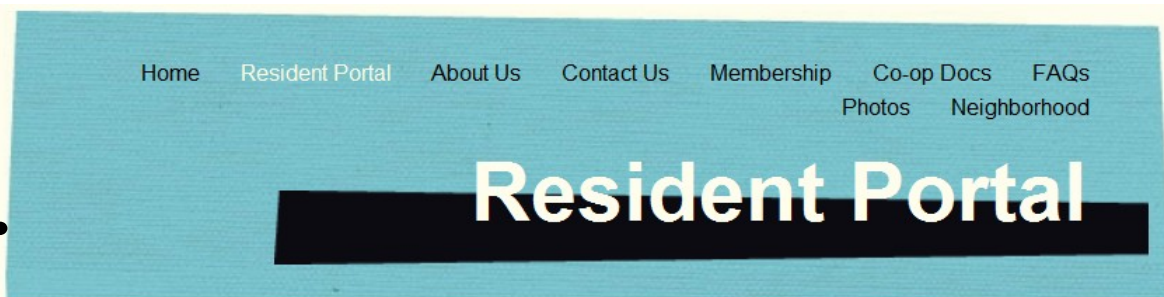 Home Resident Portal About Us Contact Us Membership Co-op Docs FAQs
Photos Neighborhood
Resident Portal